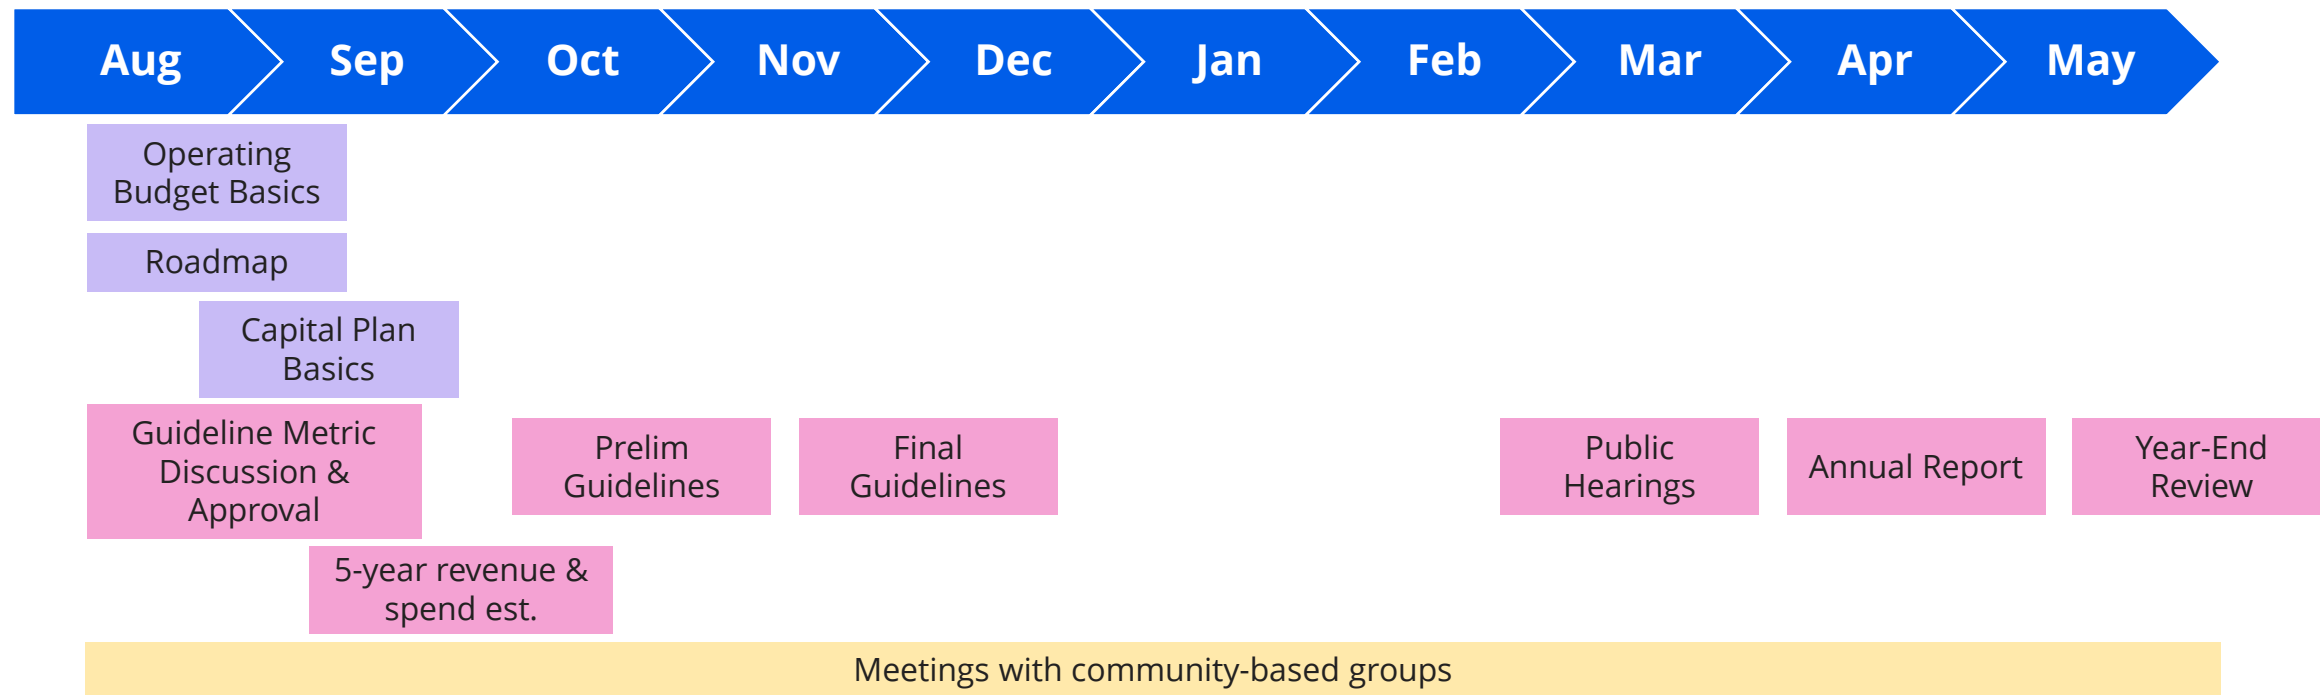 Aug Sep Oct Nov Dec Jan Feb Mar Apr May
Operating
Budget Basics
Roadmap
Capital Plan
Basics
Guideline Metric
Discussion &
Approval
Prelim
Guidelines
Final
Guidelines
Public
Hearings
Annual Report
Year-End
Review
5-year revenue &
spend est.
Meetings with community-based groups